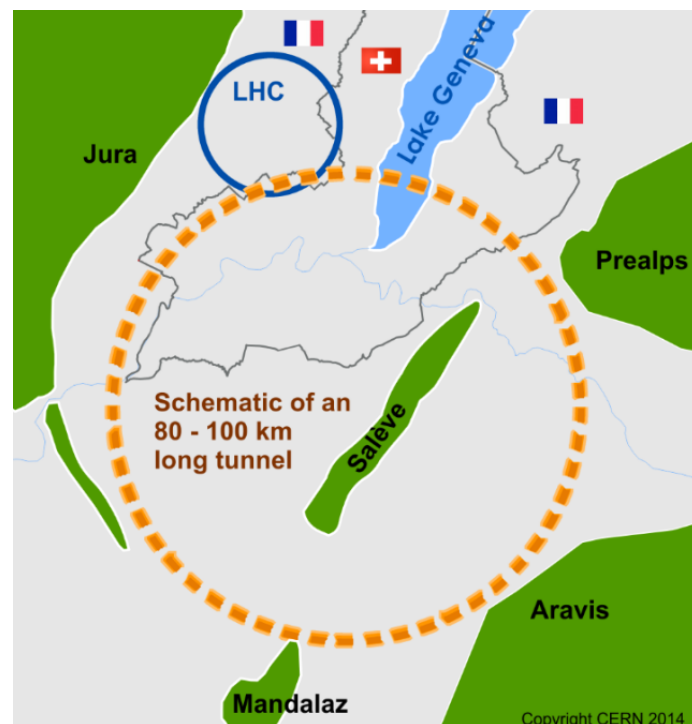 LHC
Lake Geneva
Jura
Prealps
Schematic of an
80 - 100 km
long tunnel
Salève
Aravis
Mandalaz
Copyright CERN 2014